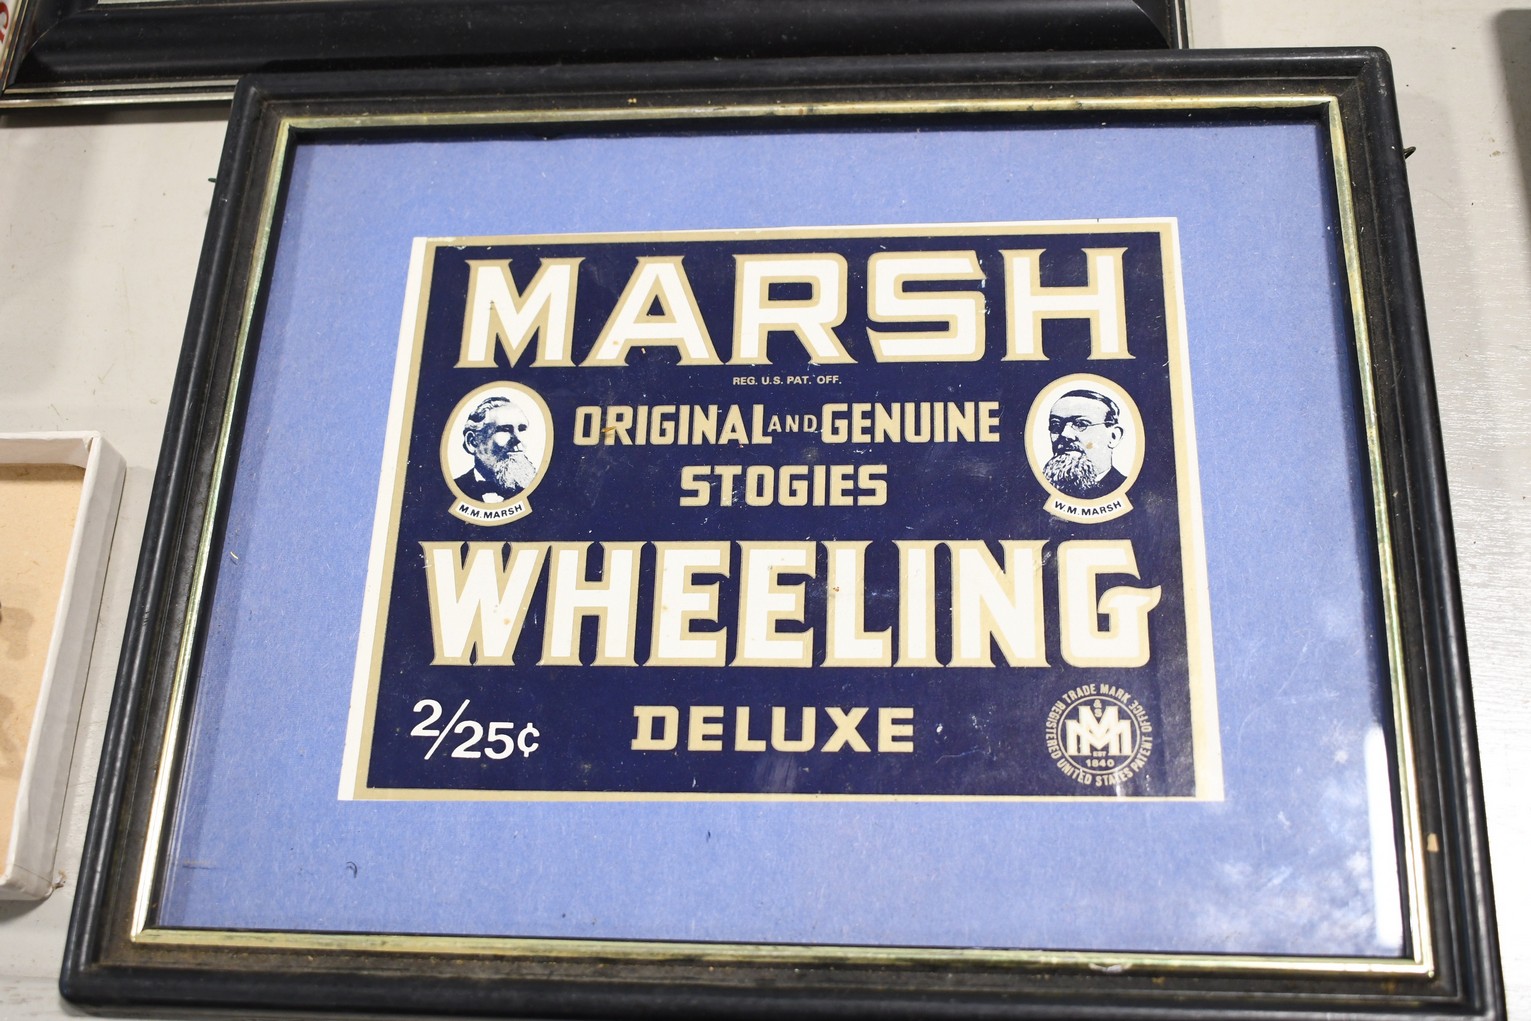 MARSH
REG. U.S. PAT. OFF.
ORIGINAL AND GENUINE
STOGIES
M.M. MARSH
W.M. MARSH
WHEELING
2/25¢
DELUXE
TRADE MARK
REGISTERED UNITED STATES PATENT OFFICE
&
S
M
M
EST
1840